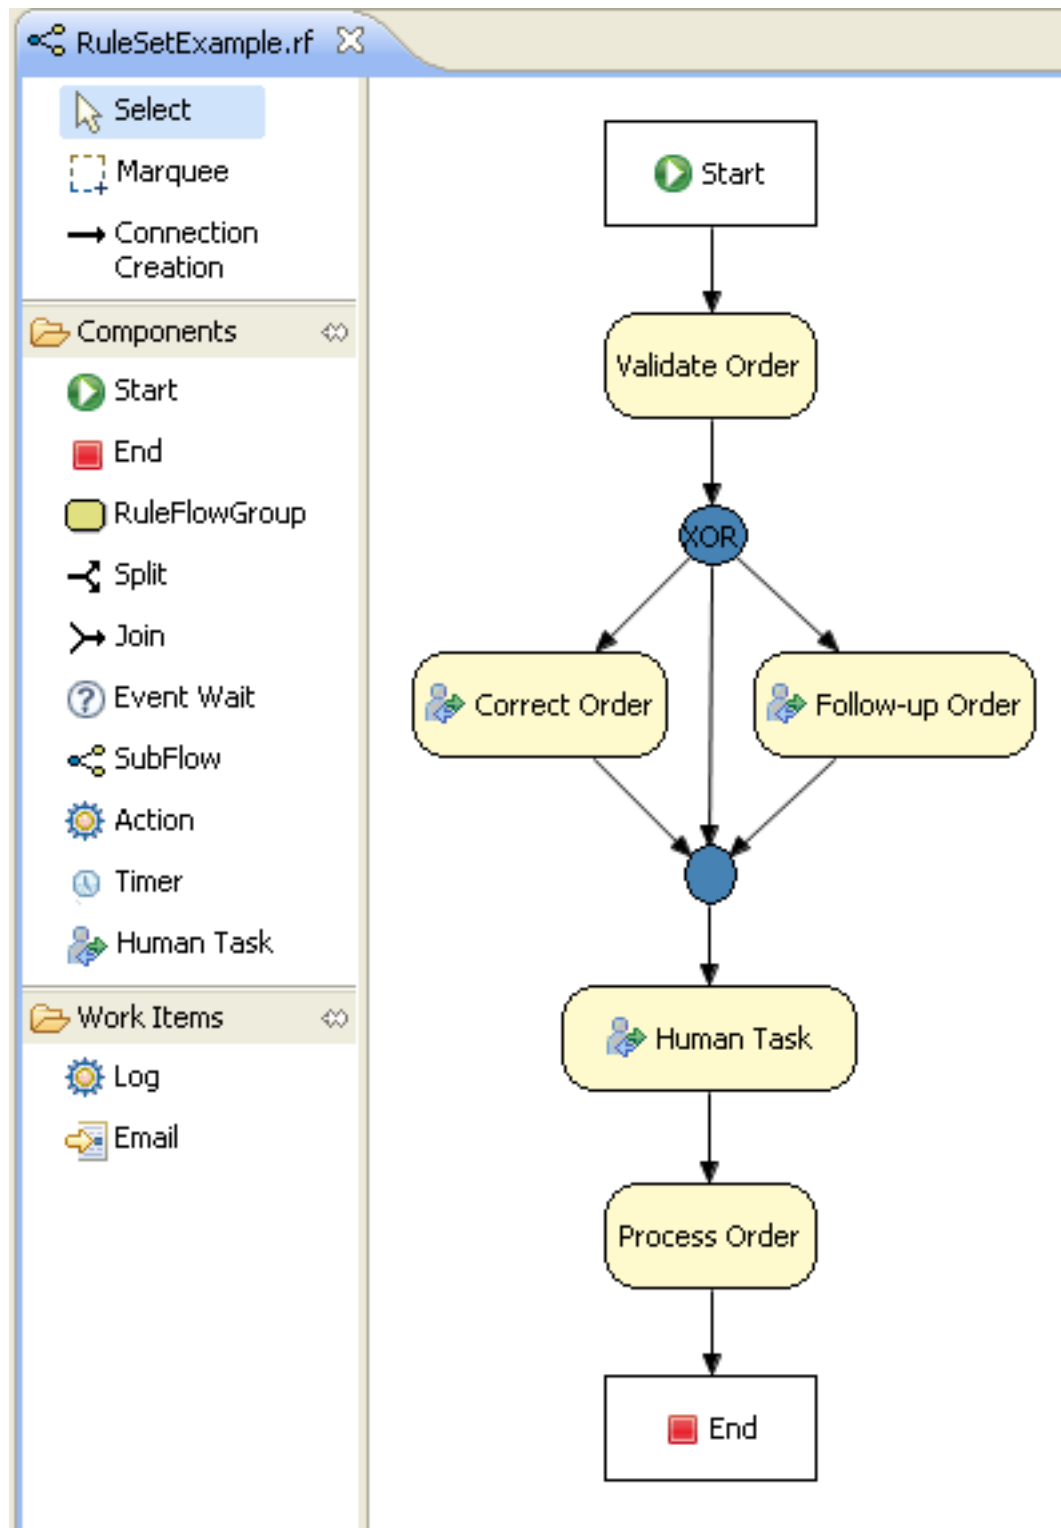 RuleSetExample.rf
Select
Marquee
Connection
Creation
Components
Start
End
RuleFlowGroup
Split
Join
Event Wait
SubFlow
Action
Timer
Human Task
Work Items
Log
Email
Start
Validate Order
XOR
Correct Order
Follow-up Order
Human Task
Process Order
End